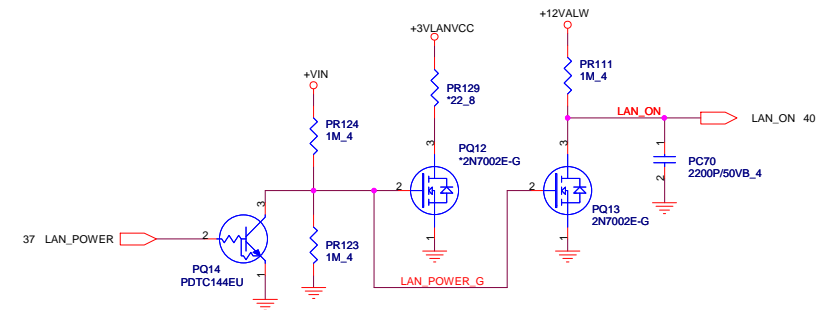 +12VALW
+3VLANVCC
+VIN
PR111
1M_4
PR129
*22_8
LAN_ON
LAN_ON 40
PR124
1M_4
3
3
1
PQ12
*2N7002E-G
PC70
2200P/50VB_4
2
2
2
3
37 LAN_POWER
2
PQ13
2N7002E-G
PR123
1M_4
1
1
PQ14
PDTC144EU
1
LAN_POWER_G